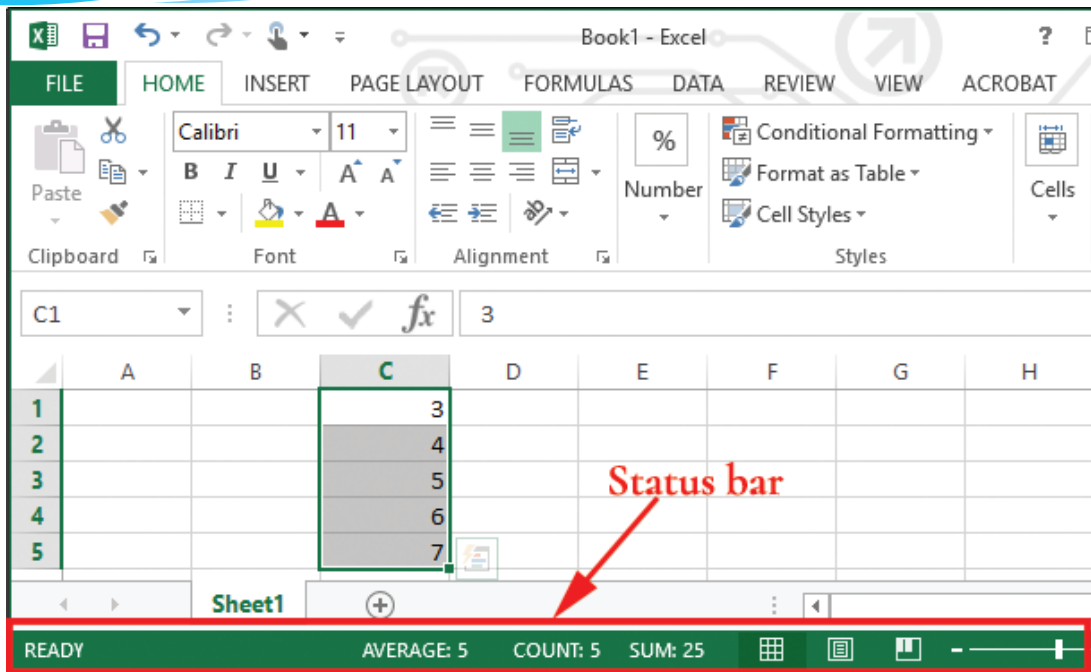 Book1 - Excel ?
FILE HOME INSERT PAGE LAYOUT FORMULAS DATA REVIEW VIEW ACROBAT
Calibri 11 % Conditional Formatting
B I U A A Format as Table
Paste Number Cells
A Cell Styles
Clipboard Font Alignment Styles
C1 fx 3
A B C D E F G H
1 3
2 4
3 5
Status bar
4 6
5 7
Sheet1
READY AVERAGE: 5 COUNT: 5 SUM: 25